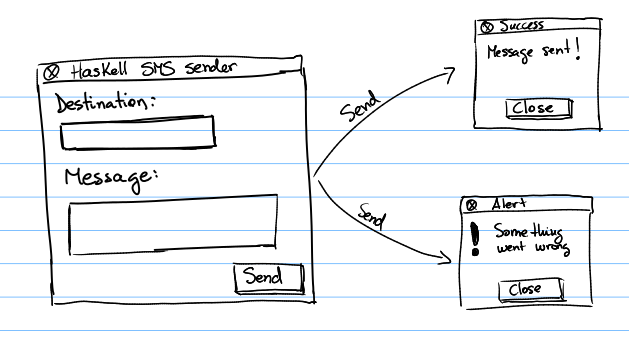 Haskell SMS sender
Destination:
Message:
Send
Send
Send
Success
Message sent!
Close
Alert
! Something
went wrong
Close